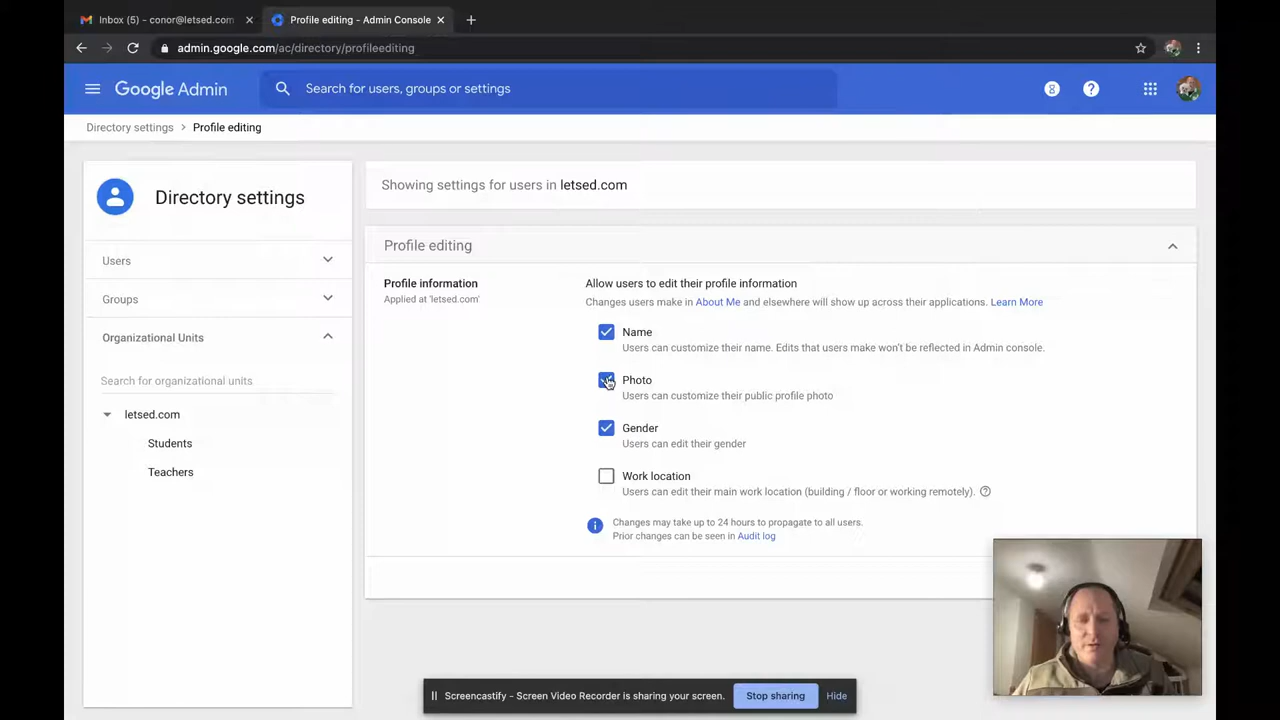 Inbox (5) - conor@letsed.com
Profile editing - Admin Console
admin.google.com/ac/directory/profileediting
Google Admin
Search for users, groups or settings
Directory settings > Profile editing
Directory settings
Users
Groups
Organizational Units
Search for organizational units
letsed.com
Students
Teachers
Showing settings for users in letsed.com
Profile editing
Profile information
Applied at 'letsed.com'
Allow users to edit their profile information
Changes users make in About Me and elsewhere will show up across their applications. Learn More
Name
Users can customize their name. Edits that users make won't be reflected in Admin console.
Photo
Users can customize their public profile photo
Gender
Users can edit their gender
Work location
Users can edit their main work location (building / floor or working remotely).
Changes may take up to 24 hours to propagate to all users.
Prior changes can be seen in Audit log
Screencastify - Screen Video Recorder is sharing your screen.
Stop sharing
Hide